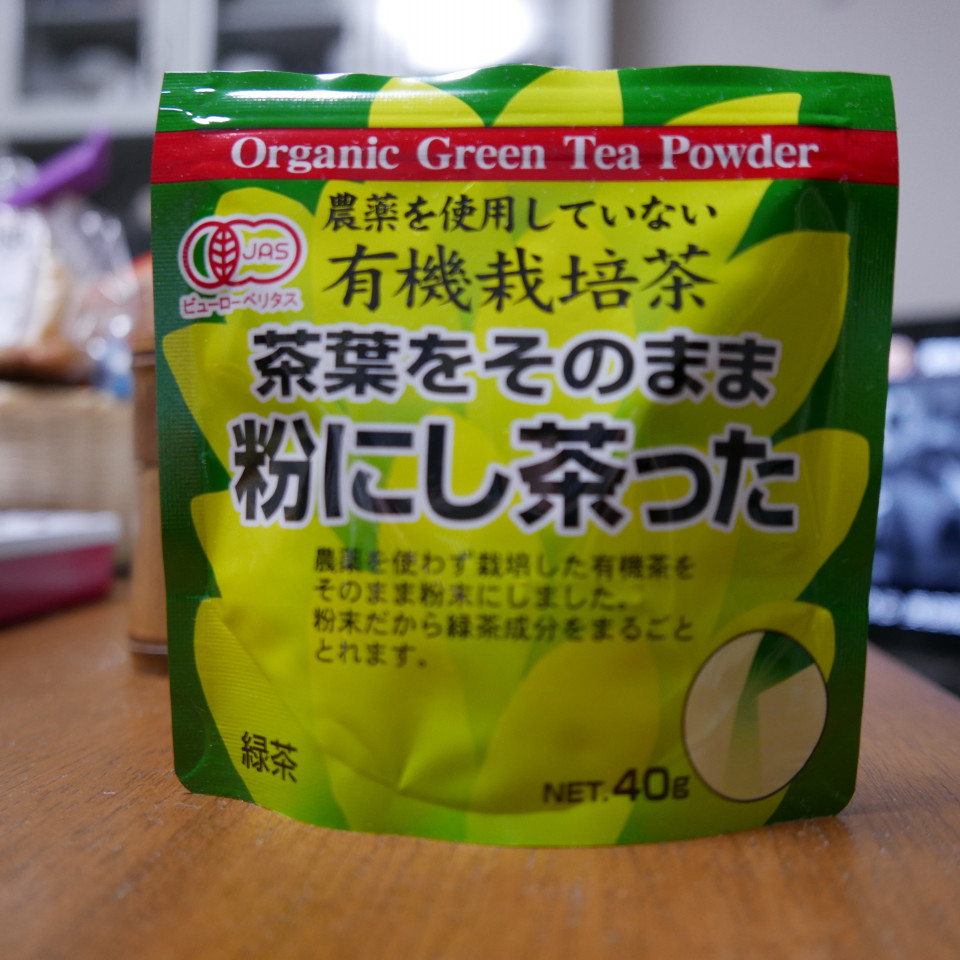 Organic Green Tea Powder
農薬を使用していない
有機栽培茶
JAS
ビューローベリタス
茶葉をそのまま
粉にし茶った
農薬を使わず栽培した有機茶を
そのまま粉末にしました。
粉末だから緑茶成分をまるごと
とれます。
緑茶
NET.40g